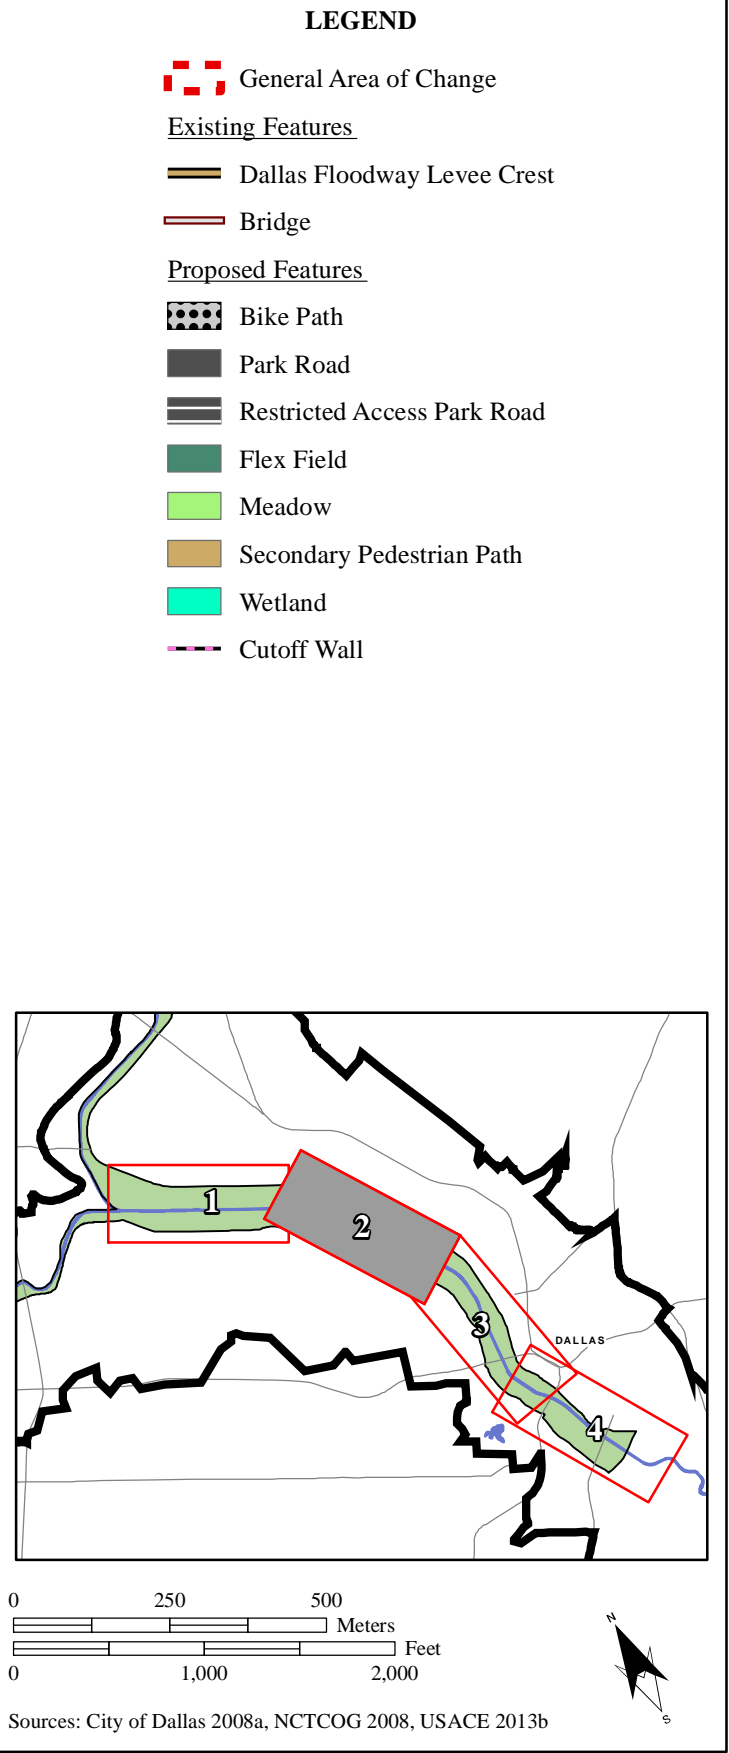 LEGEND
General Area of Change
Existing Features
Dallas Floodway Levee Crest
Bridge
Proposed Features
Bike Path
Park Road
Restricted Access Park Road
Flex Field
Meadow
Secondary Pedestrian Path
Wetland
Cutoff Wall
1
2
3
DALLAS
4
0 250 500
Meters
Feet
0 1,000 2,000
N
S
Sources: City of Dallas 2008a, NCTCOG 2008, USACE 2013b